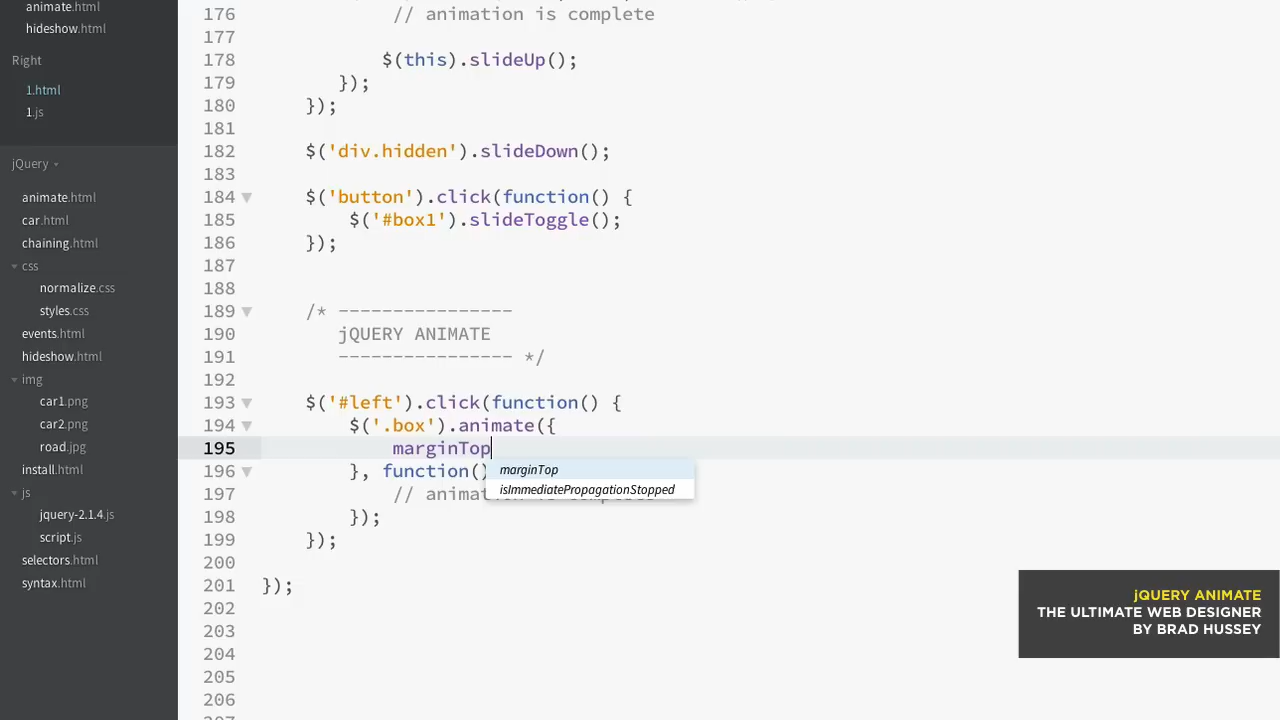 animate.html
hideshow.html
Right
1.html
1.js
jQuery
animate.html
car.html
chaining.html
css
normalize.css
styles.css
events.html
hideshow.html
img
car1.png
car2.png
road.jpg
install.html
js
jquery-2.1.4.js
script.js
selectors.html
syntax.html
176 // animation is complete
177
178 $(this).slideUp();
179 });
180 });
181
182 $('div.hidden').slideDown();
183
184 $('button').click(function() {
185 $('#box1').slideToggle();
186 });
187
188
189 /* ----------------
190 jQUERY ANIMATE
191 ---------------- */
192
193 $('#left').click(function() {
194 $('.box').animate({
195 marginTop
196 }, function()
197 // animat
198 });
199 });
200
201 });
202
203
204
205
206
marginTop
isImmediatePropagationStopped
jQUERY ANIMATE
THE ULTIMATE WEB DESIGNER
BY BRAD HUSSEY